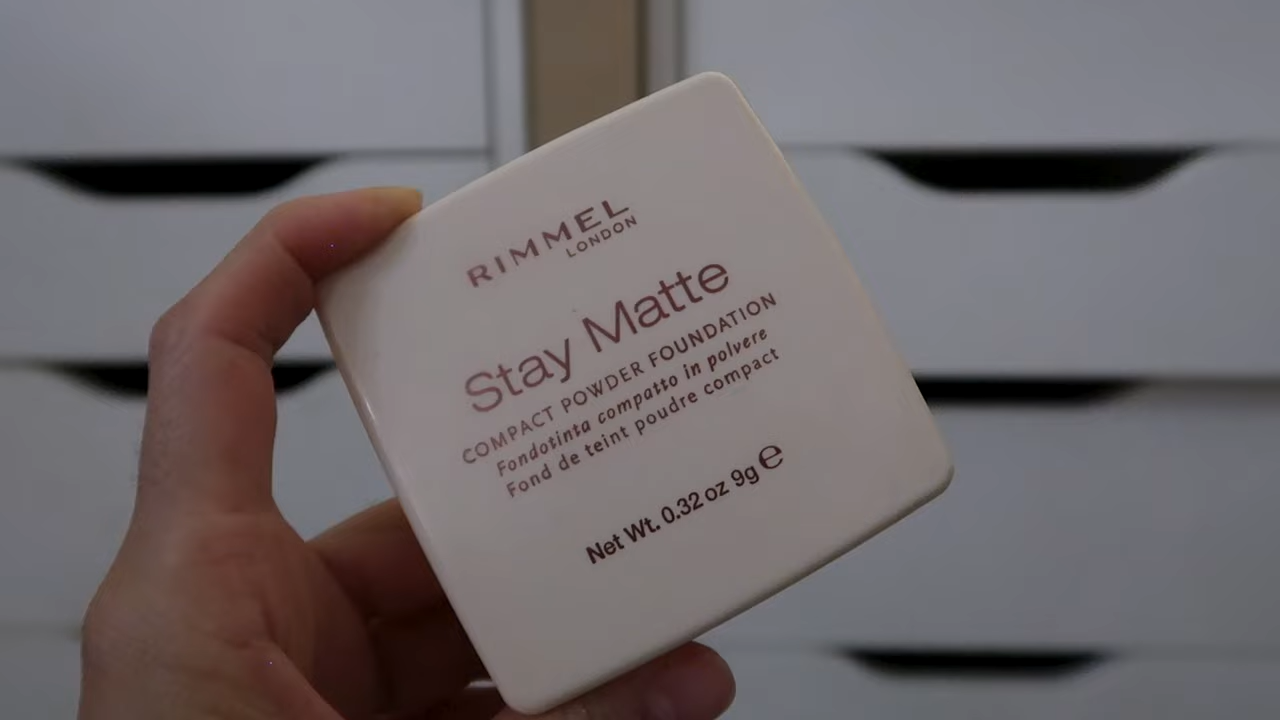 RIMMEL
LONDON
Stay Matte
COMPACT POWDER FOUNDATION
Fondotinta compatto in polvere
Fond de teint poudre compact
Net Wt. 0.32 oz 9g ℮